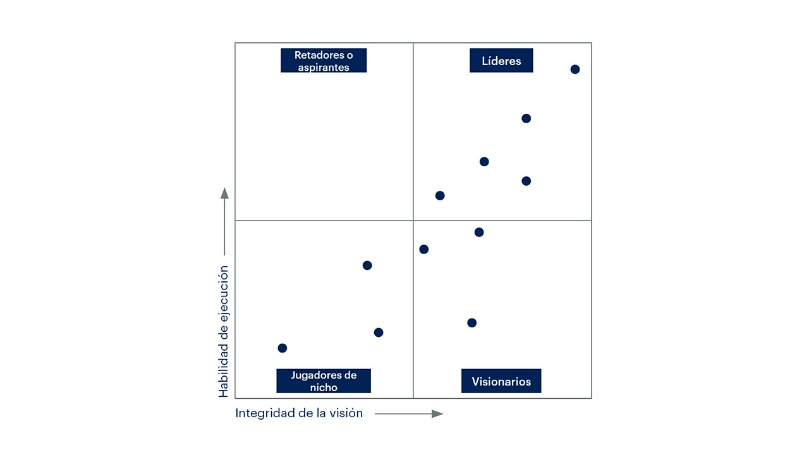 Retadores o
aspirantes
Líderes
Habilidad de ejecución
Jugadores de
nicho
Visionarios
Integridad de la visión